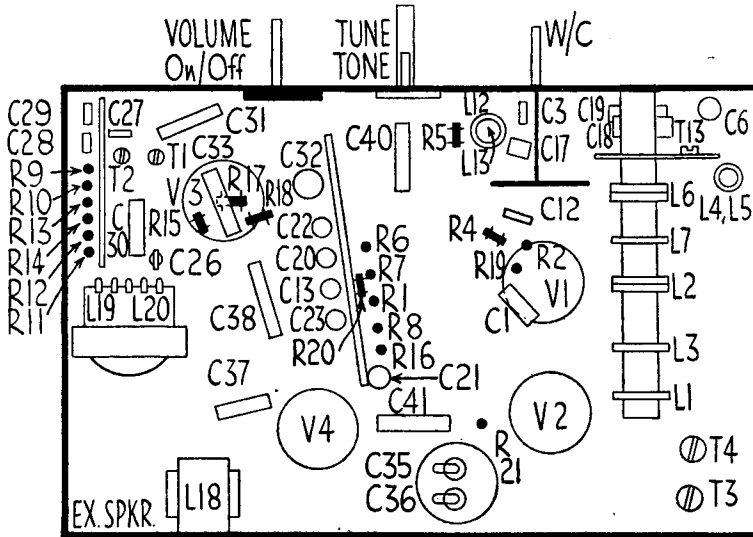 VOLUME
On/Off
TUNE
TONE
W/C
C29
C27
C28
C31
T1
C33
R9
T2
R10
V3
R17
R18
R13
C30
R15
R14
R12
C26
R11
L19
L20
C32
C22
C20
C13
C23
C38
C37
C40
R5
L12
L13
C3
C17
C19
C18
T13
C6
L4,L5
L6
L7
L2
L3
L1
C12
R4
R2
R19
V1
C1
R6
R7
R1
R8
R16
R20
C21
C41
V4
V2
R21
C35
C36
T4
T3
L18
EX. SPKR.